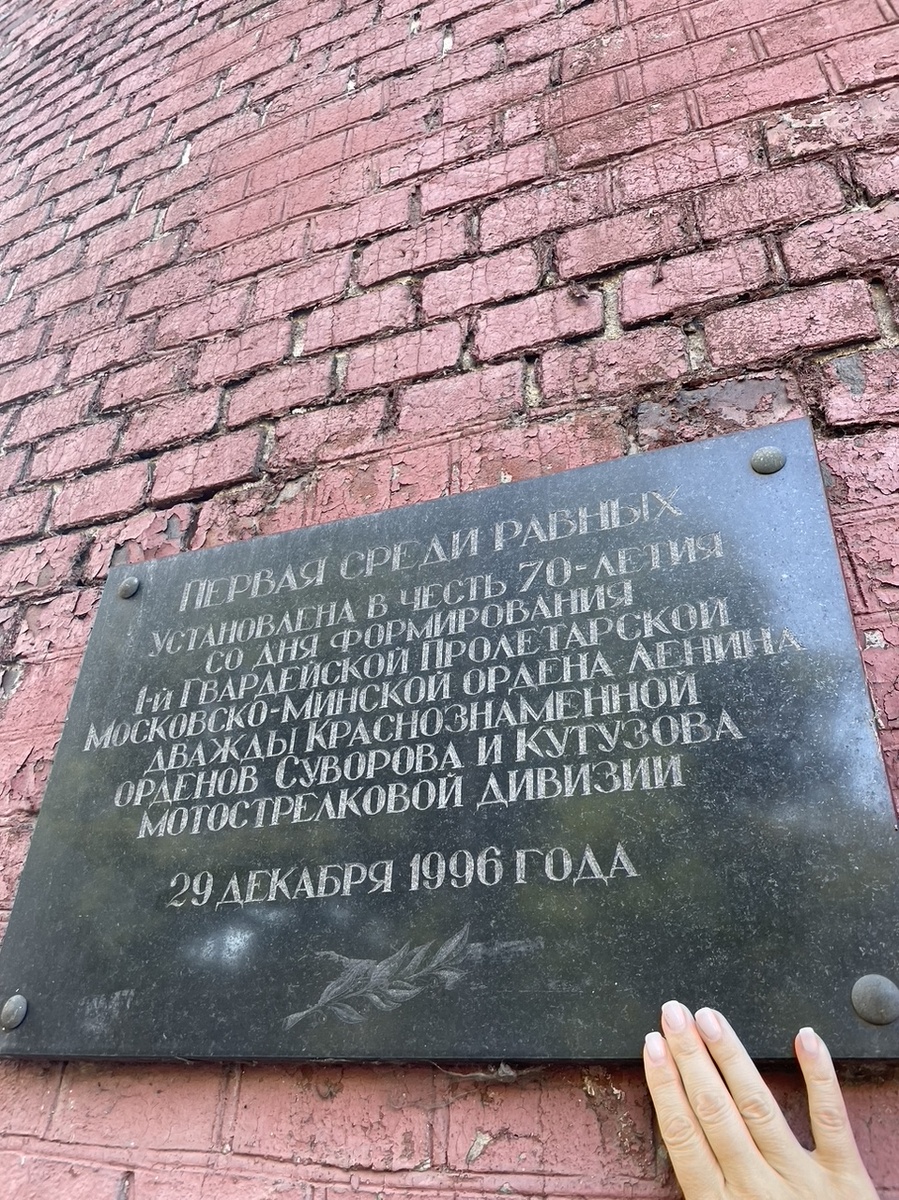 Первая среди равных
установлена в честь 70-летия
со дня формирования
1-й Гвардейской Пролетарской
Московско-Минской ордена Ленина
дважды Краснознаменной
орденов Суворова и Кутузова
мотострелковой дивизии
29 декабря 1996 года